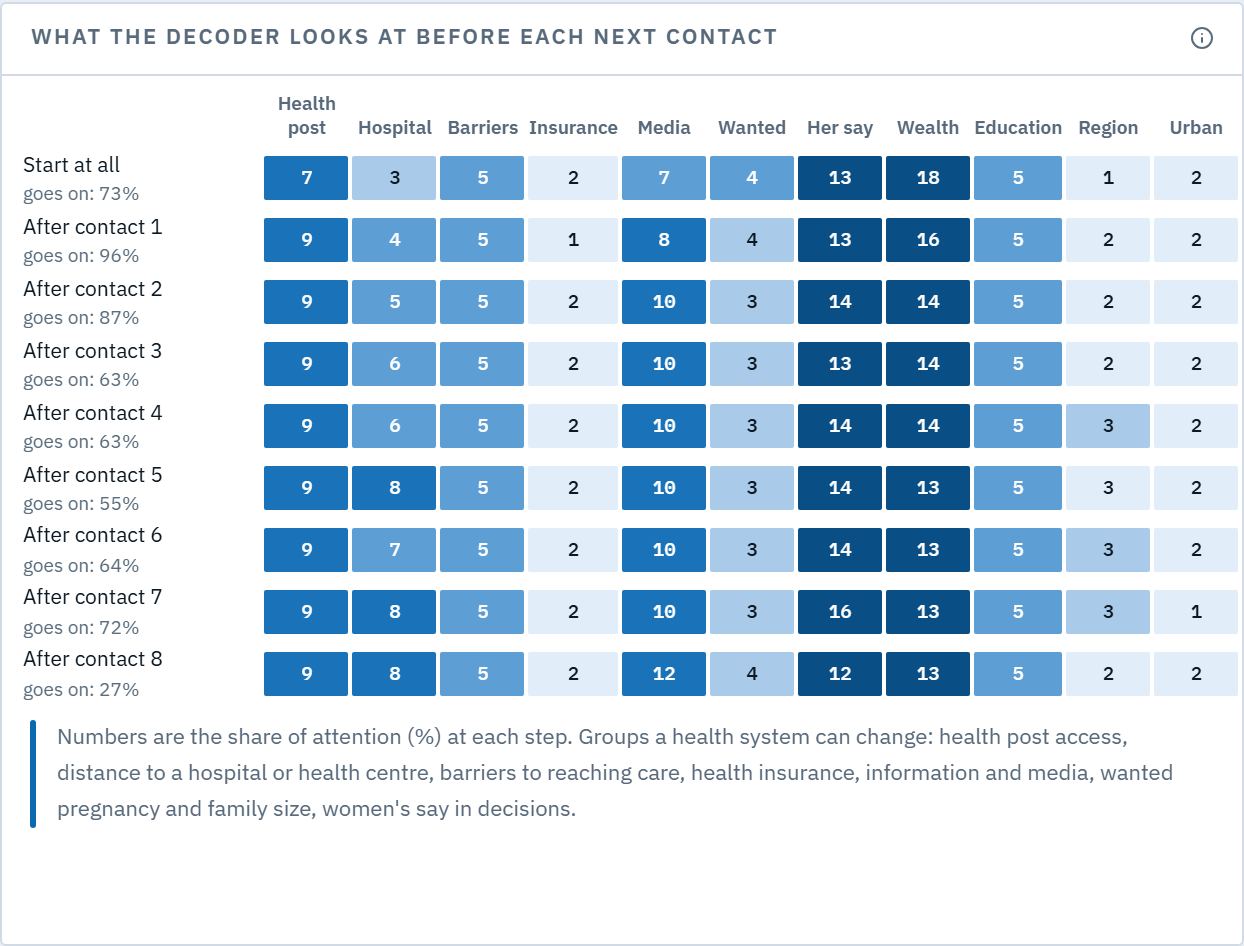 WHAT THE DECODER LOOKS AT BEFORE EACH NEXT CONTACT
Health post Hospital Barriers Insurance Media Wanted Her say Wealth Education Region Urban
Start at all 7 3 5 2 7 4 13 18 5 1 2
goes on: 73%
After contact 1 9 4 5 1 8 4 13 16 5 2 2
goes on: 96%
After contact 2 9 5 5 2 10 3 14 14 5 2 2
goes on: 87%
After contact 3 9 6 5 2 10 3 13 14 5 2 2
goes on: 63%
After contact 4 9 6 5 2 10 3 14 14 5 3 2
goes on: 63%
After contact 5 9 8 5 2 10 3 14 13 5 3 2
goes on: 55%
After contact 6 9 7 5 2 10 3 14 13 5 3 2
goes on: 64%
After contact 7 9 8 5 2 10 3 16 13 5 3 1
goes on: 72%
After contact 8 9 8 5 2 12 4 12 13 5 2 2
goes on: 27%
Numbers are the share of attention (%) at each step. Groups a health system can change: health post access,
distance to a hospital or health centre, barriers to reaching care, health insurance, information and media, wanted
pregnancy and family size, women's say in decisions.